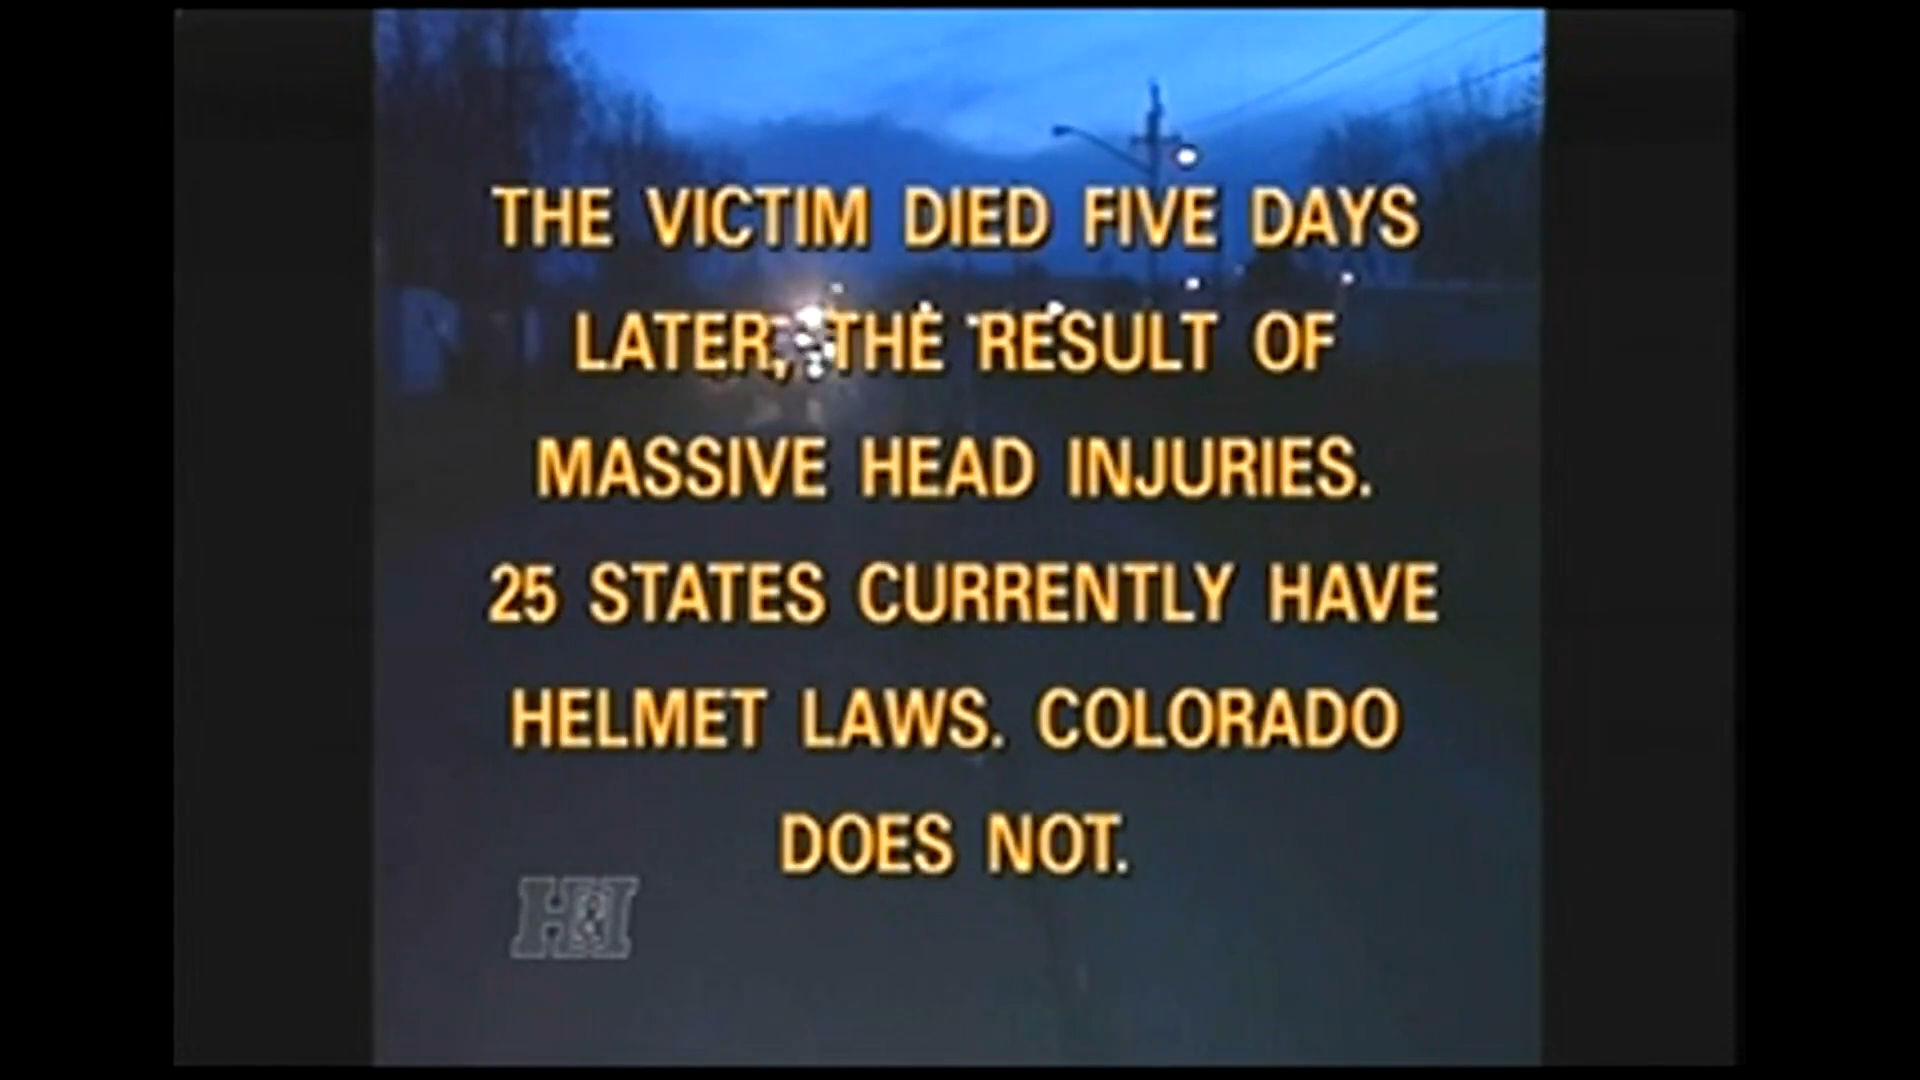 THE VICTIM DIED FIVE DAYS
LATER, THE RESULT OF
MASSIVE HEAD INJURIES.
25 STATES CURRENTLY HAVE
HELMET LAWS. COLORADO
DOES NOT.
H&I